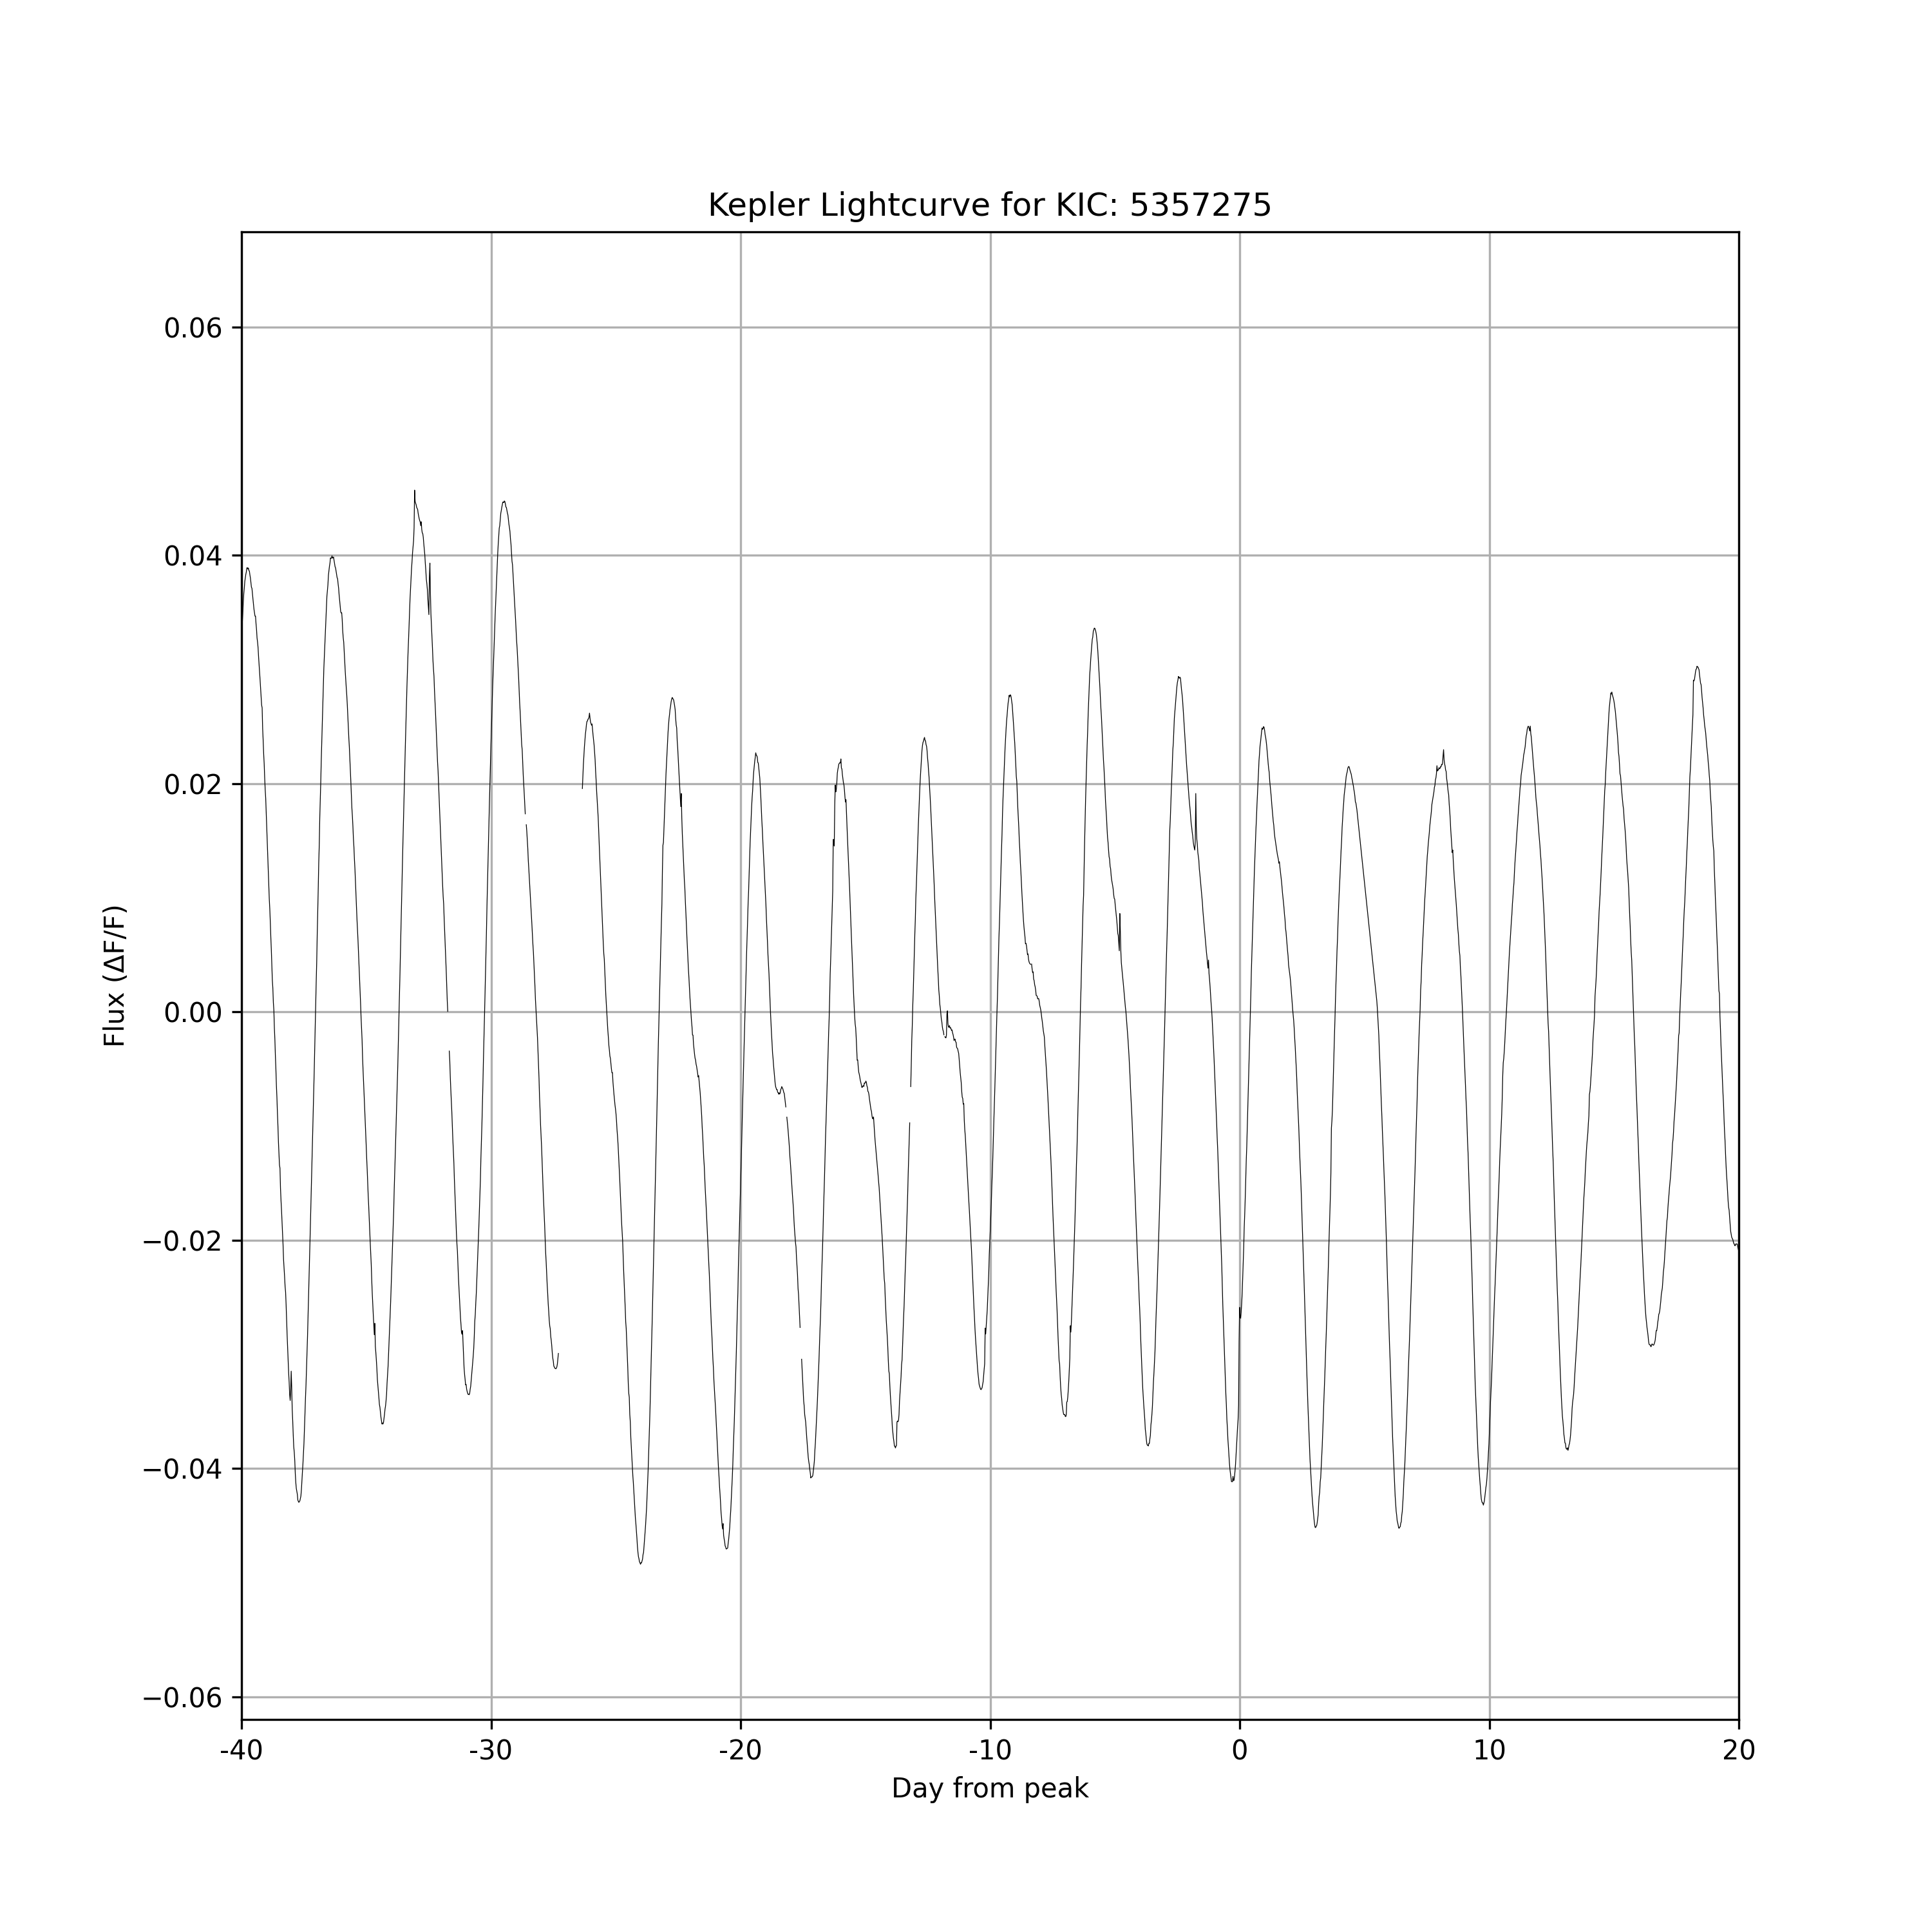 Kepler Lightcurve for KIC: 5357275
Flux (ΔF/F)
0.06
0.04
0.02
0.00
−0.02
−0.04
−0.06
-40 -30 -20 -10 0 10 20
Day from peak